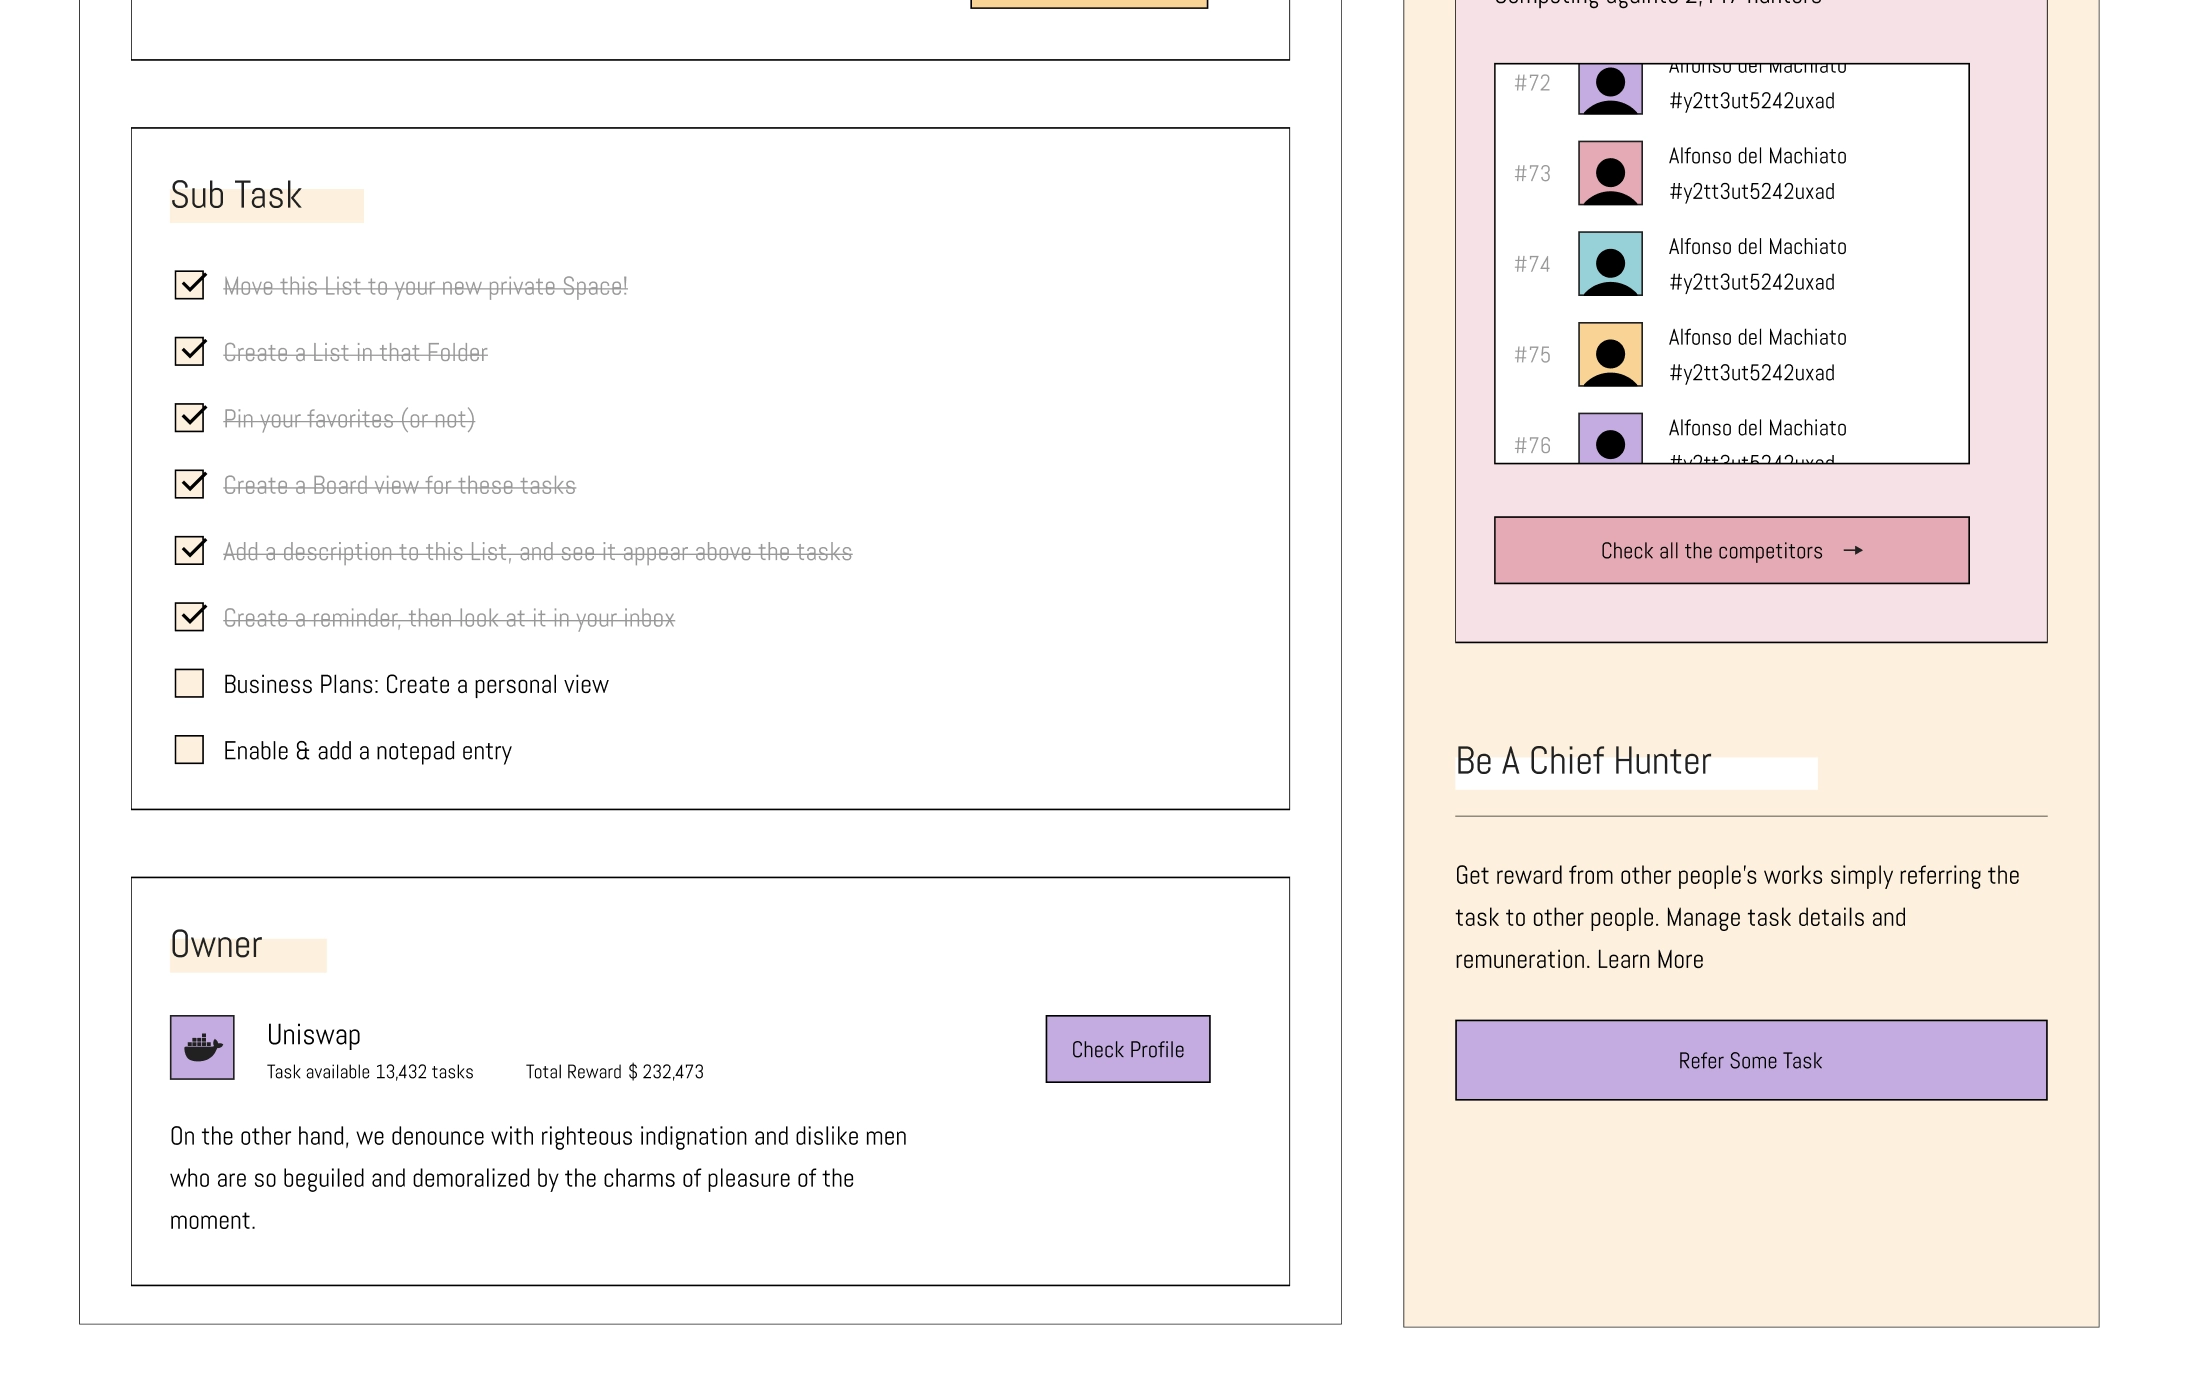 Sub Task
Move this List to your new private Space!
Create a List in that Folder
Pin your favorites (or not)
Create a Board view for these tasks
Add a description to this List, and see it appear above the tasks
Create a reminder, then look at it in your inbox
Business Plans: Create a personal view
Enable & add a notepad entry
Owner
Uniswap
Task available 13,432 tasks
Total Reward $ 232,473
Check Profile
On the other hand, we denounce with righteous indignation and dislike men
who are so beguiled and demoralized by the charms of pleasure of the
moment.
hunters
#72
Alfonso del Machiato
#y2tt3ut5242uxad
#73
Alfonso del Machiato
#y2tt3ut5242uxad
#74
Alfonso del Machiato
#y2tt3ut5242uxad
#75
Alfonso del Machiato
#y2tt3ut5242uxad
#76
Alfonso del Machiato
#y2tt3ut5242uxad
Check all the competitors →
Be A Chief Hunter
Get reward from other people's works simply referring the
task to other people. Manage task details and
remuneration. Learn More
Refer Some Task